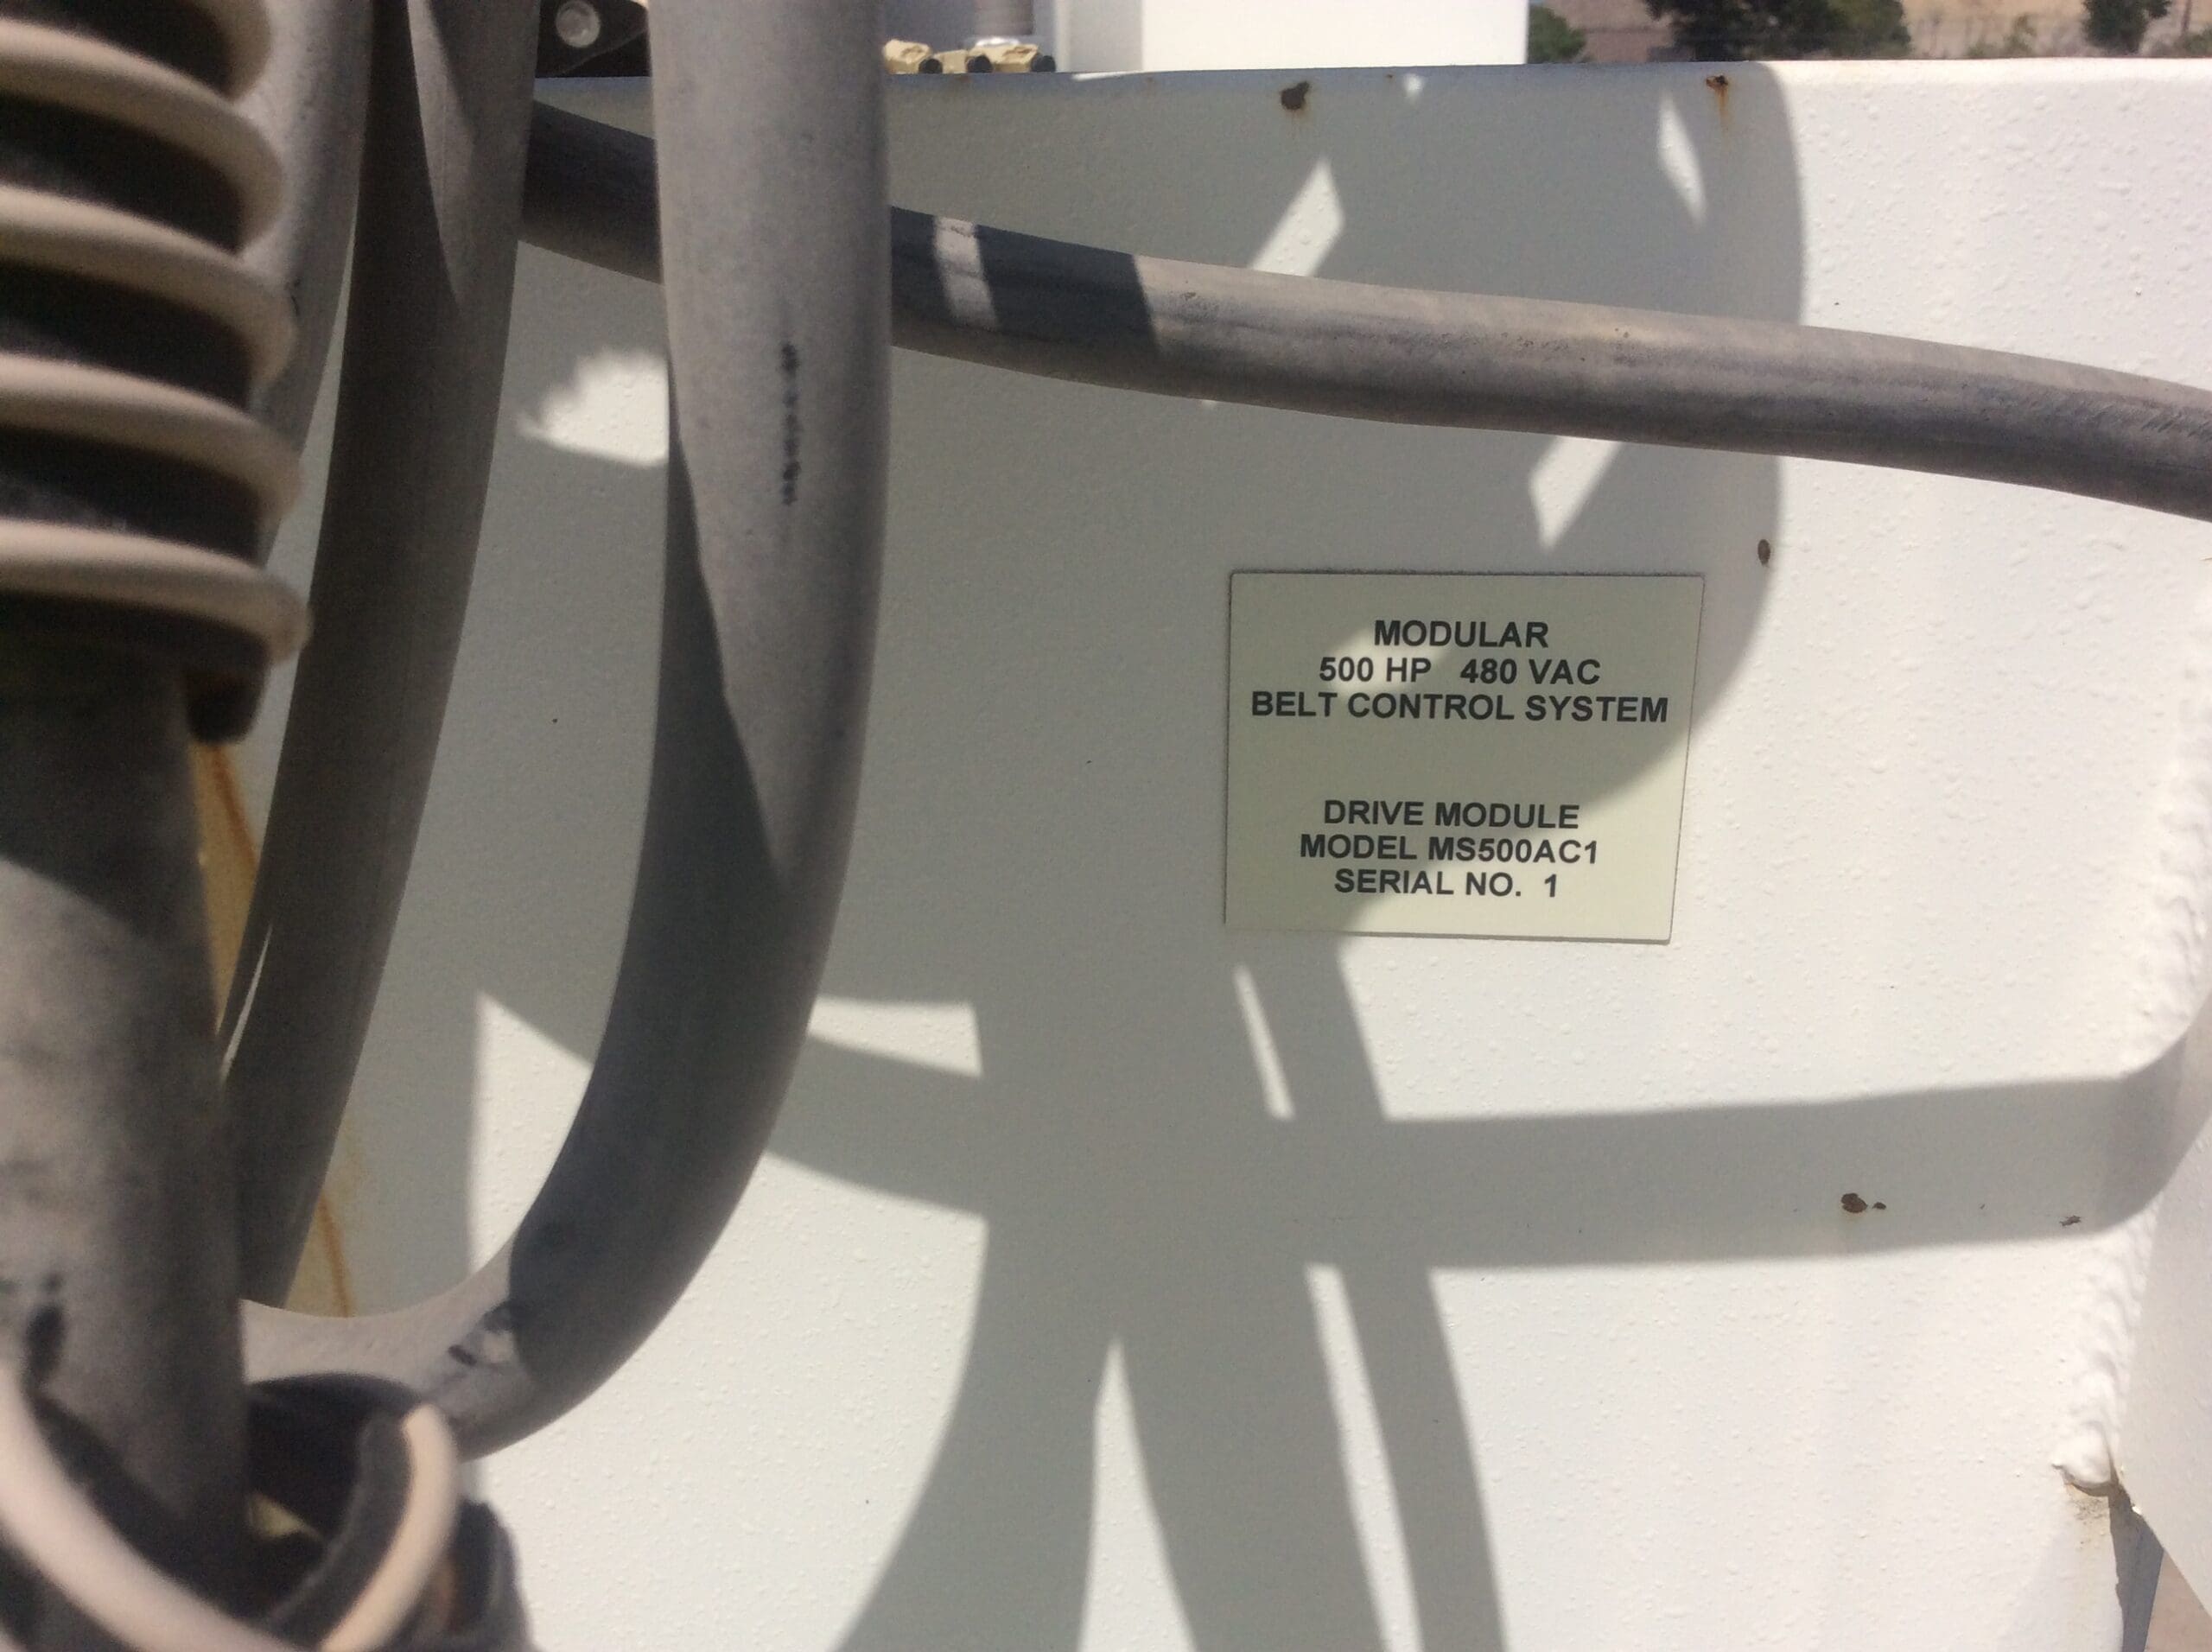 MODULAR
500 HP 480 VAC
BELT CONTROL SYSTEM
DRIVE MODULE
MODEL MS500AC1
SERIAL NO. 1